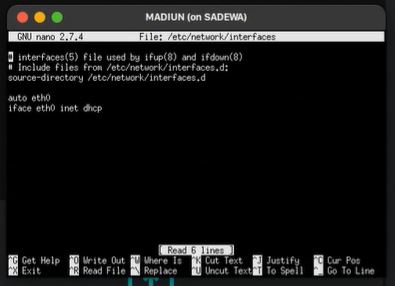 MADIUN (on SADEWA)
GNU nano 2.7.4 File: /etc/network/interfaces
# interfaces(5) file used by ifup(8) and ifdown(8)
# Include files from /etc/network/interfaces.d:
source-directory /etc/network/interfaces.d
auto eth0
iface eth0 inet dhcp
[ Read 6 lines ]
^G Get Help ^O Write Out ^W Where Is ^K Cut Text ^J Justify ^C Cur Pos
^X Exit ^R Read File ^\ Replace ^U Uncut Text ^T To Spell ^_ Go To Line